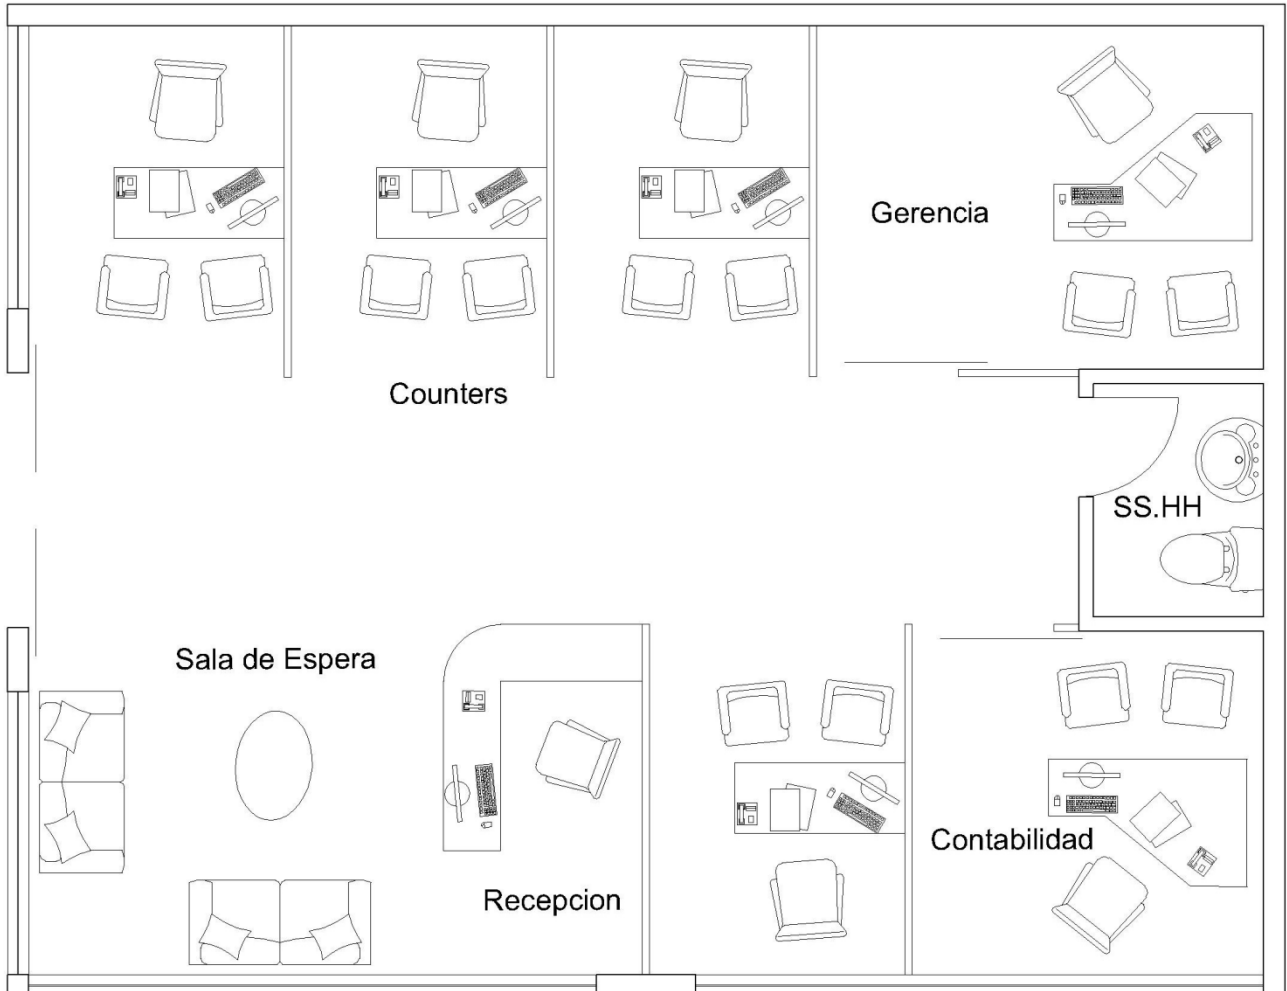 Gerencia
Counters
SS.HH
Sala de Espera
Contabilidad
Recepcion